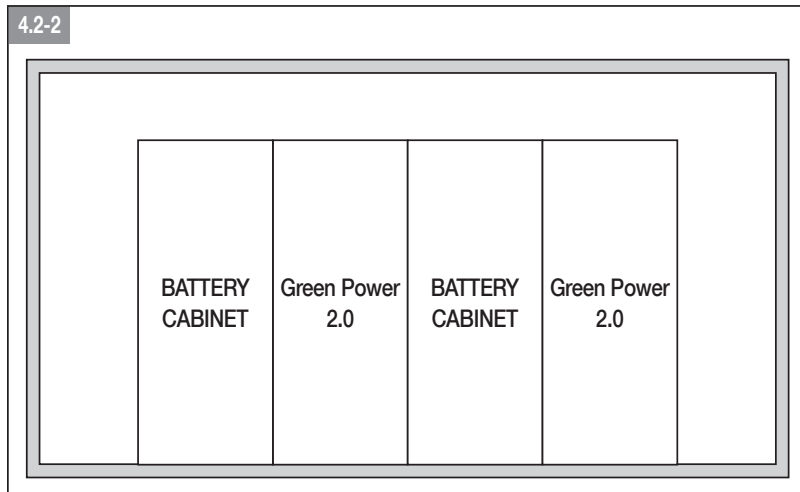 4.2-2
BATTERY
CABINET
Green Power
2.0
BATTERY
CABINET
Green Power
2.0